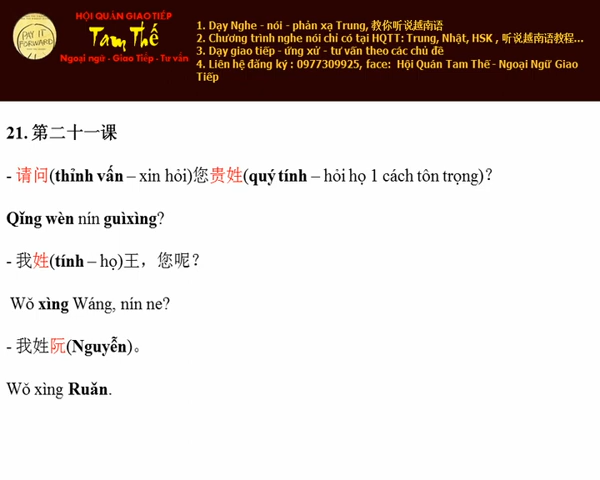 PAY IT
FORWARD
HỘI QUÁN GIAO TIẾP
Tam Thế
Ngoại ngữ - Giao Tiếp - Tư vấn
1. Dạy Nghe - nói - phản xạ Trung, 教你听说越南语
2. Chương trình nghe nói chỉ có tại HQTT: Trung, Nhật, HSK , 听说越南语教程...
3. Dạy giao tiếp - ứng xử - tư vấn theo các chủ đề
4. Liên hệ đăng ký : 0977309925, face:  Hội Quán Tam Thế - Ngoại Ngữ Giao
Tiếp
21. 第二十一课
- 请问(thỉnh vấn – xin hỏi)您贵姓(quý tính – hỏi họ 1 cách tôn trọng)?
Qǐng wèn nín guìxìng?
- 我姓(tính – họ)王，您呢？
Wǒ xìng Wáng, nín ne?
- 我姓阮(Nguyễn)。
Wǒ xìng Ruǎn.